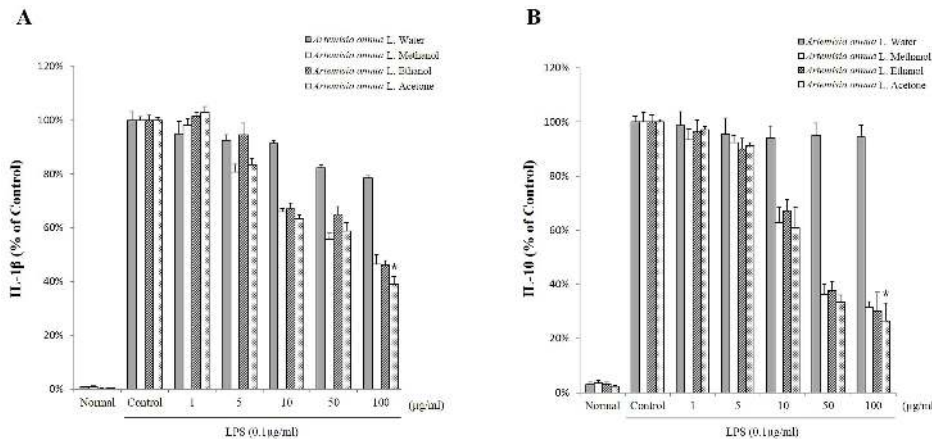 A
Artemisia annua L. Water
Artemisia annua L. Methanol
Artemisia annua L. Ethanol
Artemisia annua L. Acetone
IL-1β (% of Control)
120%
100%
80%
60%
40%
20%
0%
*
Normal Control 1 5 10 50 100 (μg/ml)
LPS (0.1μg/ml)
B
Artemisia annua L. Water
Artemisia annua L. Methanol
Artemisia annua L. Ethanol
Artemisia annua L. Acetone
IL-10 (% of Control)
120%
100%
80%
60%
40%
20%
0%
*
Normal Control 1 5 10 50 100 (μg/ml
LPS (0.1μg/ml)